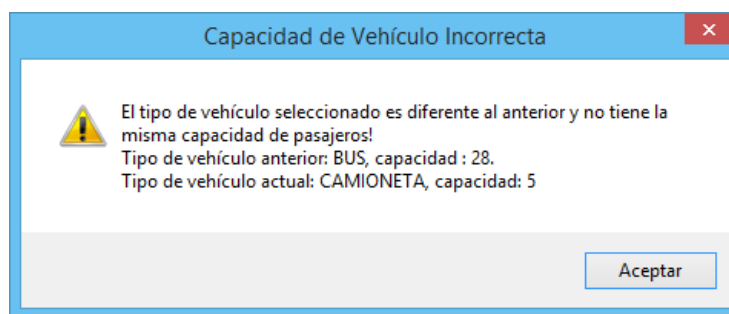 Capacidad de Vehículo Incorrecta
El tipo de vehículo seleccionado es diferente al anterior y no tiene la
misma capacidad de pasajeros!
Tipo de vehículo anterior: BUS, capacidad : 28.
Tipo de vehículo actual: CAMIONETA, capacidad: 5
Aceptar